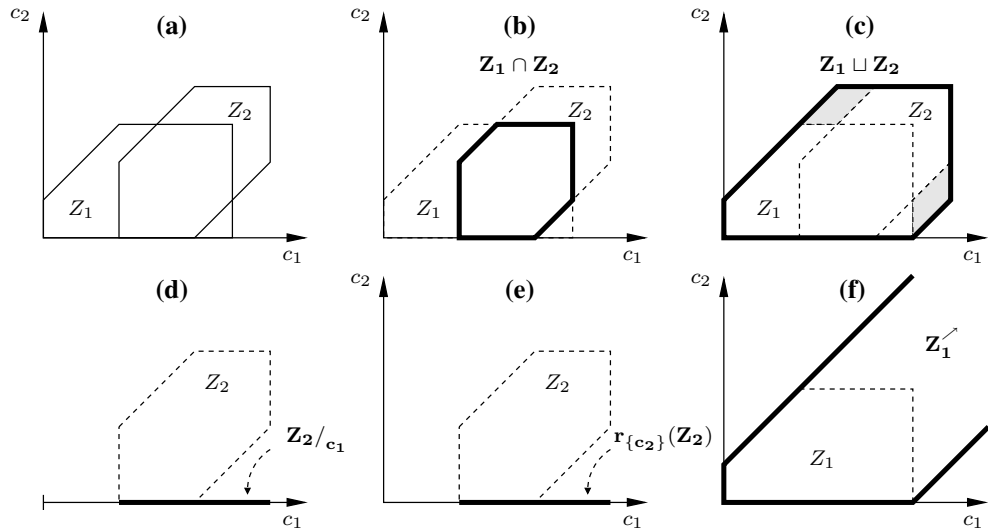 c₂ (a) c₂ (b) c₂ (c)
Z₁ ∩ Z₂ Z₁ ⊔ Z₂
Z₂ Z₂ Z₂
Z₁ Z₁ Z₁
c₁ c₁ c₁
(d) c₂ (e) c₂ (f)
Z₁↗
Z₂ Z₂
Z₂/c₁ r{c₂}(Z₂) Z₁
c₁ c₁ c₁